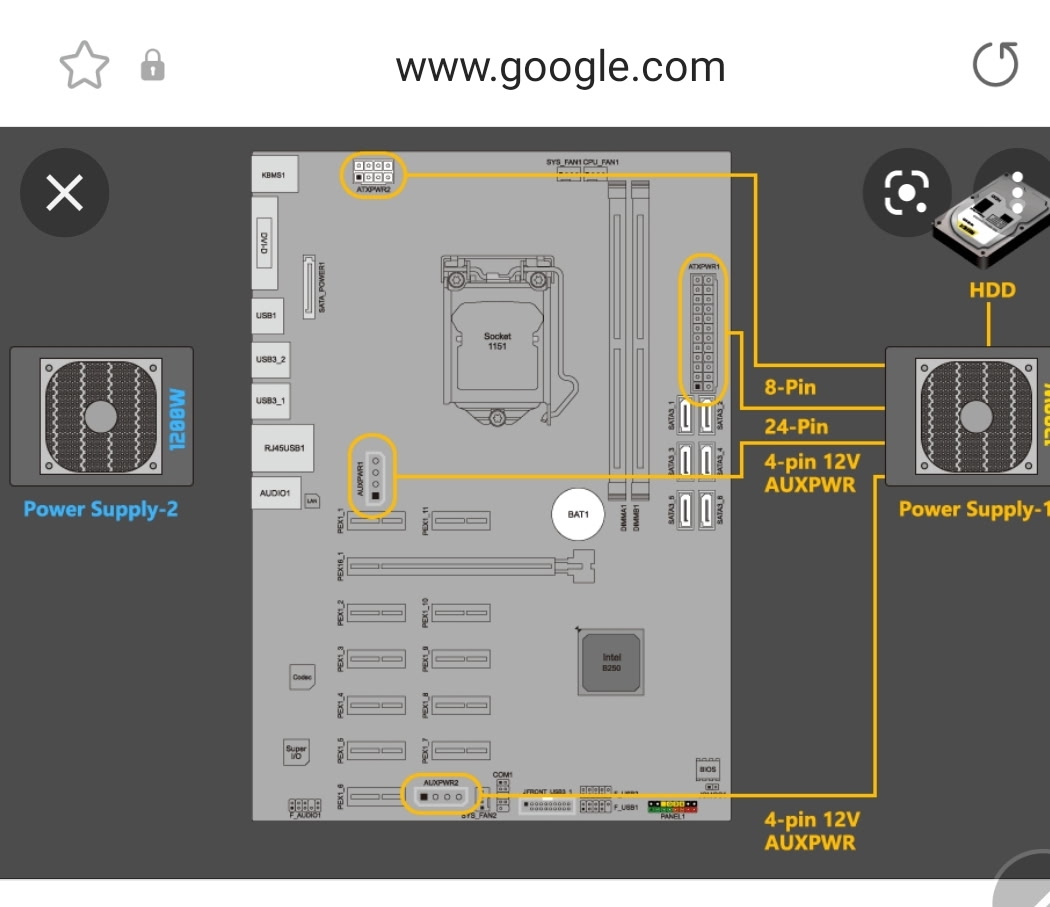 www.google.com
SYS_FAN1 CPU_FAN1
KBMS1
ATXPWR2
DVI-D
SATA_POWER1
ATXPWR1
HDD
USB1
Socket
1151
USB3_2
1200W
8-Pin
USB3_1
SATA3_1
SATA3_2
24-Pin
RJ45USB1
SATA3_3
SATA3_4
4-pin 12V
AUXPWR
AUXPWR1
AUDIO1
LAN
Power Supply-2
BAT1
DIMMA1
DIMMB1
SATA3_5
SATA3_6
Power Supply-1
PEX1_1
PEX1_11
PEX16_1
PEX1_2
PEX1_10
PEX1_3
PEX1_9
Intel
B250
Codec
PEX1_4
PEX1_8
Super
I/O
PEX1_5
PEX1_7
BIOS
COM1
AUXPWR2
PEX1_6
JFRONT_USB3_1
F_USB1
F_AUDIO1
SYS_FAN2
PANEL1
4-pin 12V
AUXPWR